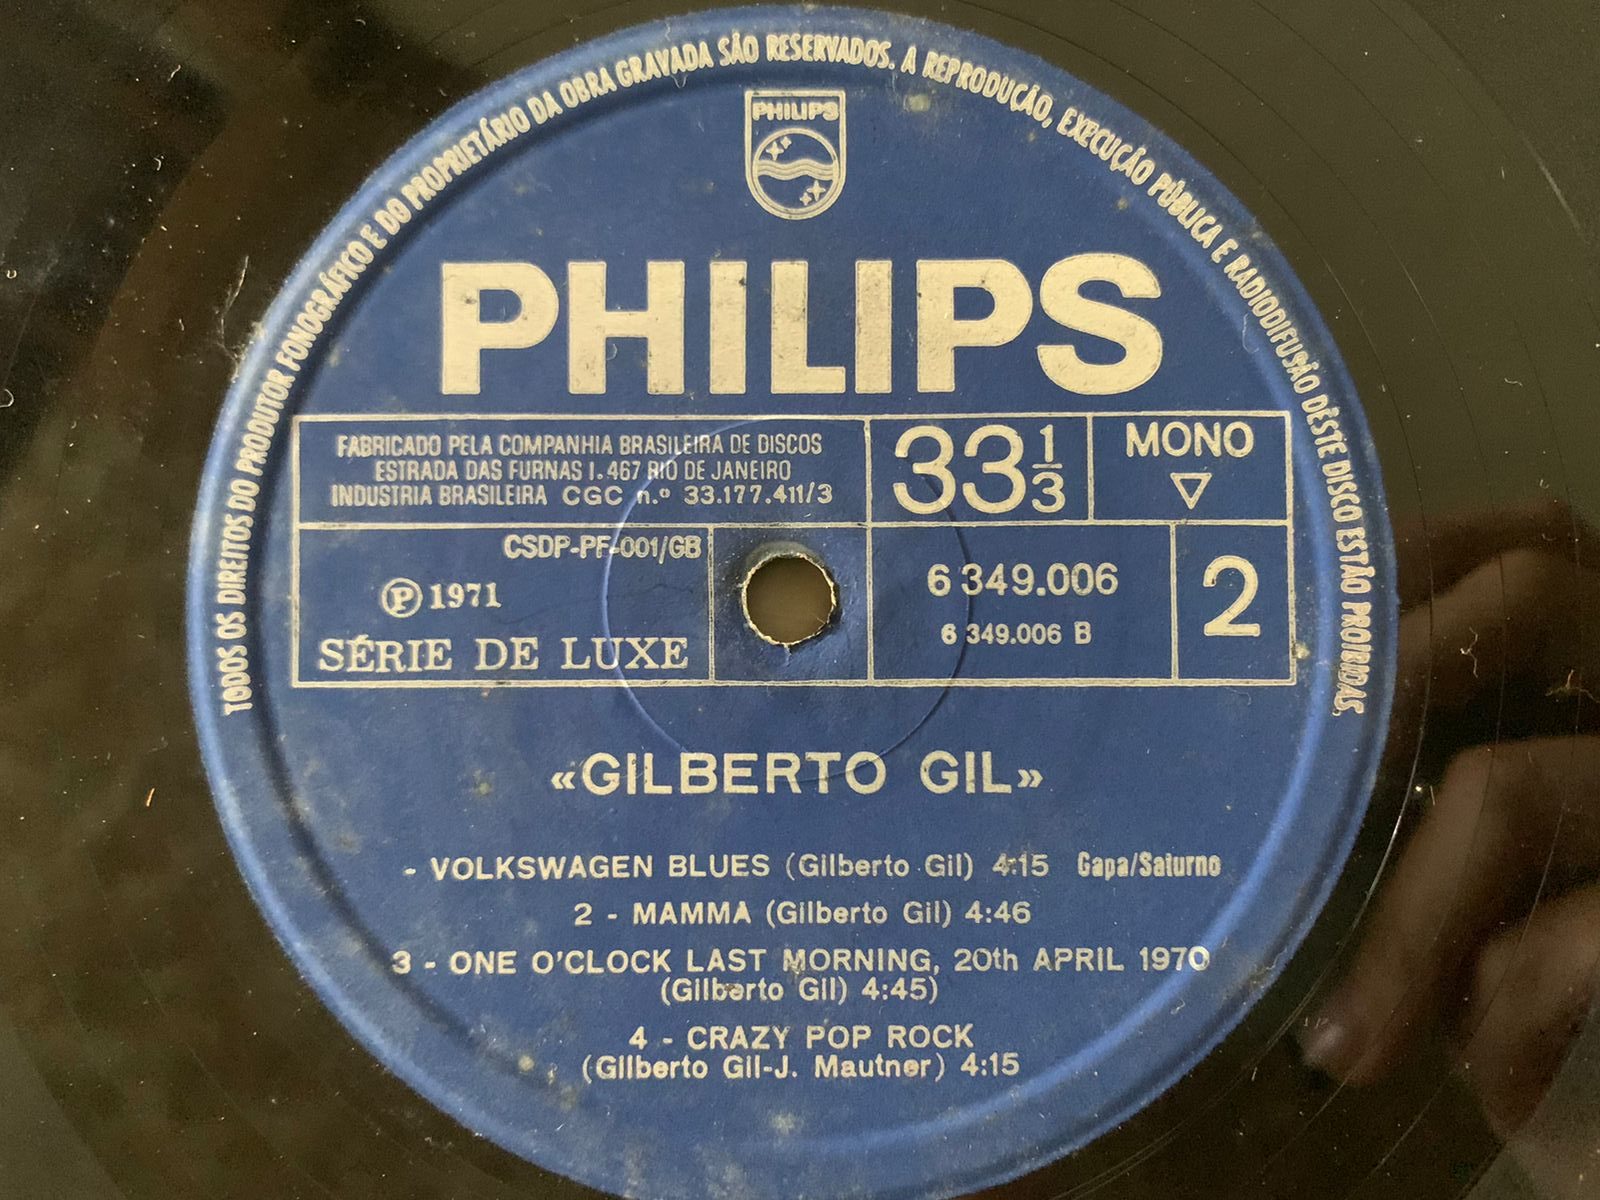 TODOS OS DIREITOS DO PRODUTOR FONOGRÁFICO E DO PROPRIETÁRIO DA OBRA GRAVADA SÃO RESERVADOS. A REPRODUÇÃO, EXECUÇÃO PÚBLICA E RADIODIFUSÃO DÊSTE DISCO ESTÃO PROIBIDAS.
PHILIPS
PHILIPS
FABRICADO PELA COMPANHIA BRASILEIRA DE DISCOS
ESTRADA DAS FURNAS 1.467 RIO DE JANEIRO
INDUSTRIA BRASILEIRA CGC n.º 33.177.411/3
33 1/3
MONO
CSDP-PF-001/GB
Ⓟ 1971
SÉRIE DE LUXE
6 349.006
6 349.006 B
2
«GILBERTO GIL»
- VOLKSWAGEN BLUES (Gilberto Gil) 4:15 Gapa/Saturno
2 - MAMMA (Gilberto Gil) 4:46
3 - ONE O'CLOCK LAST MORNING, 20th APRIL 1970
(Gilberto Gil) 4:45)
4 - CRAZY POP ROCK
(Gilberto Gil-J. Mautner) 4:15